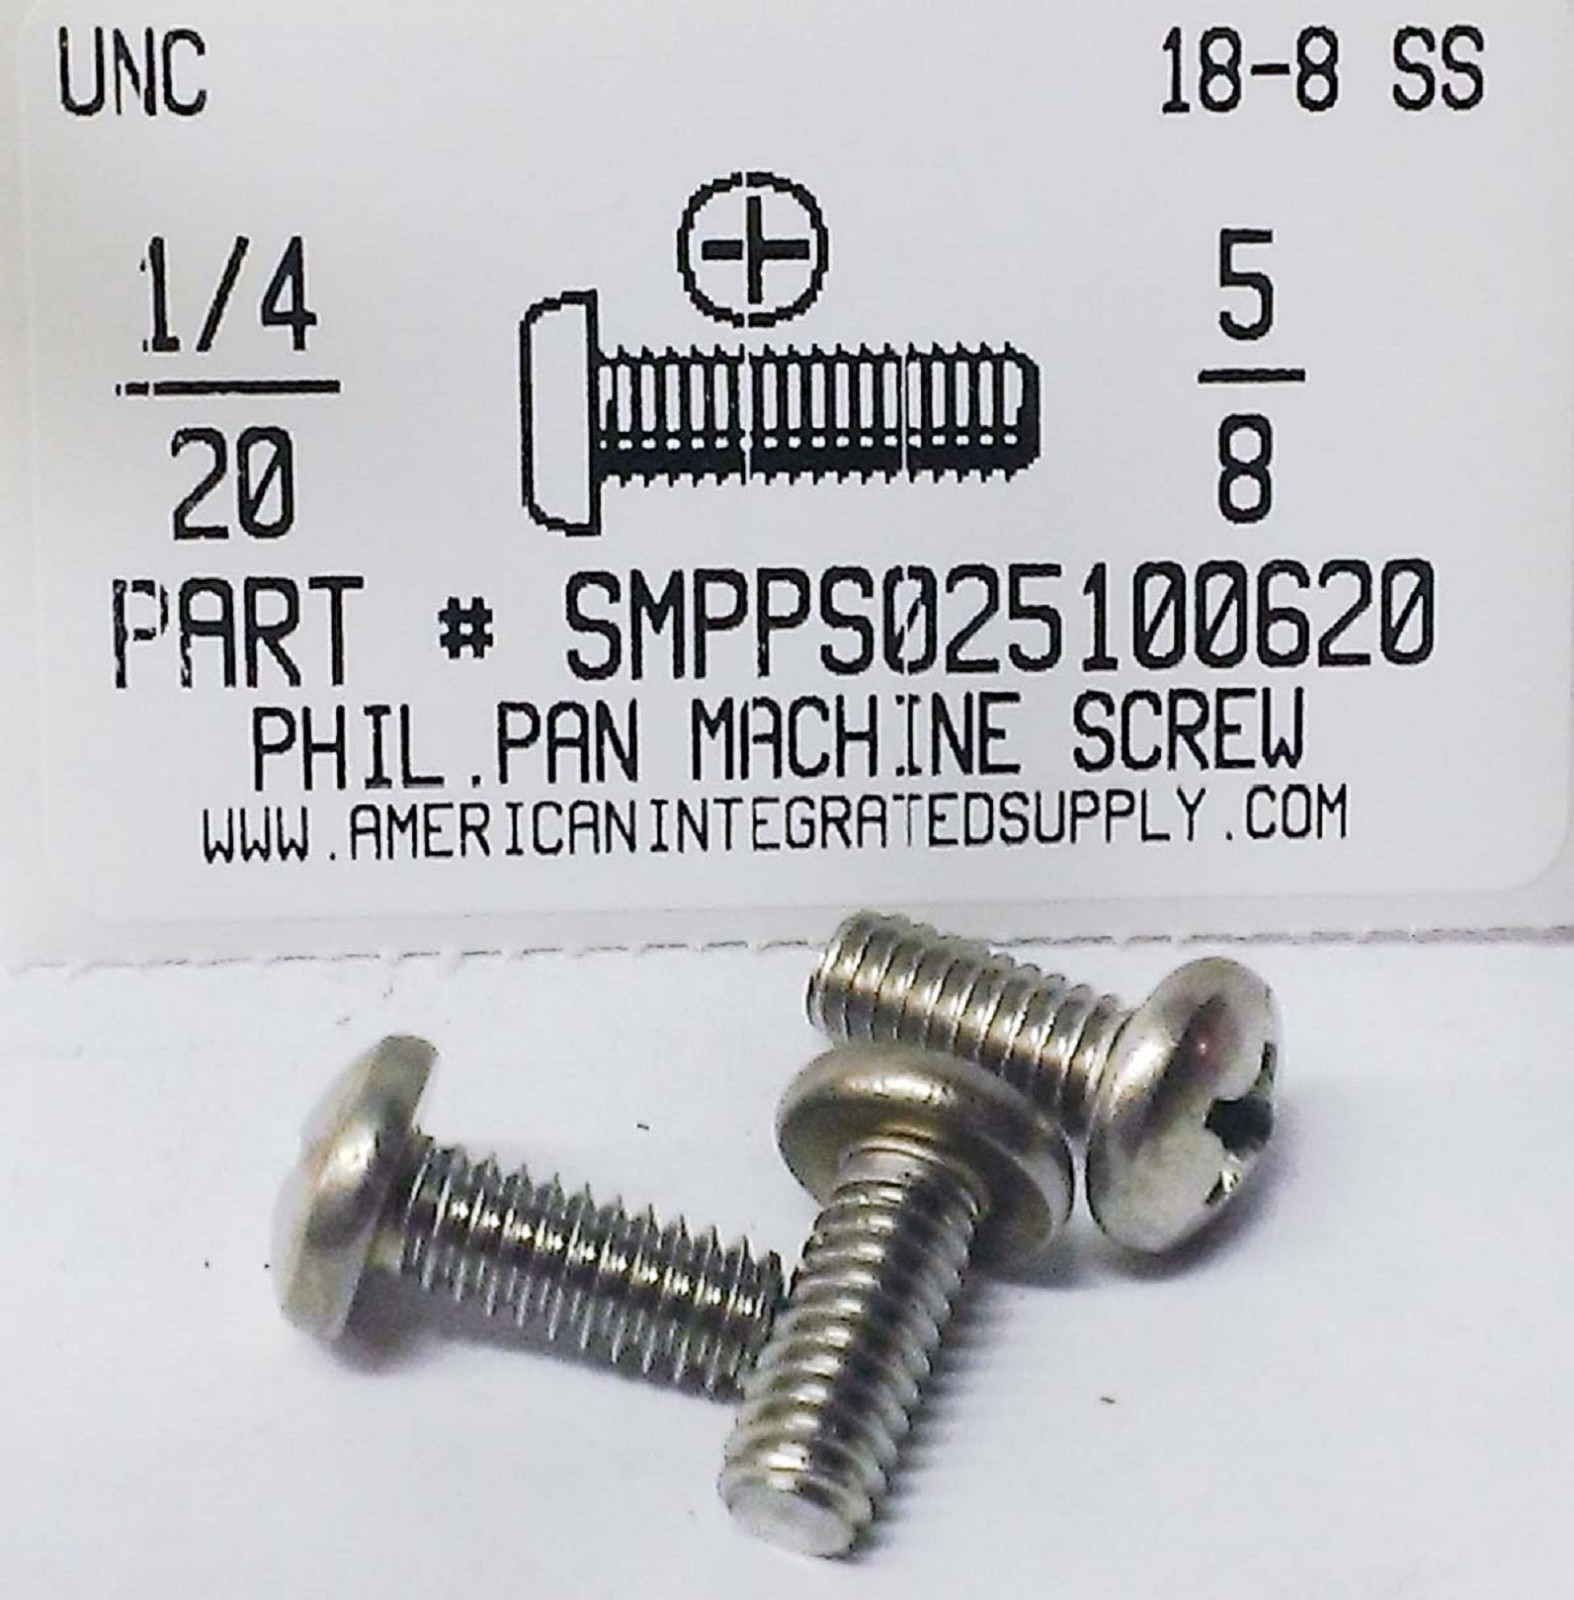 UNC 18-8 SS
1/4 5
20 8
PART # SMPPS025100620
PHIL.PAN MACHINE SCREW
WWW.AMERICANINTEGRATEDSUPPLY.COM